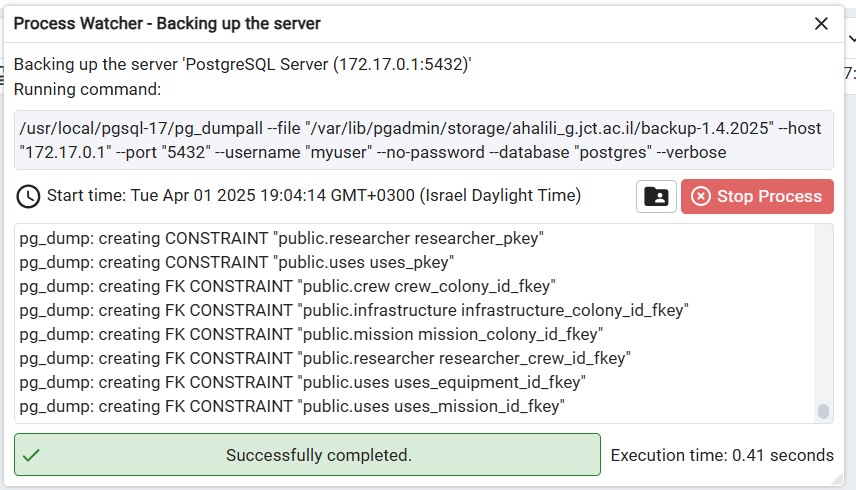 Process Watcher - Backing up the server
Backing up the server 'PostgreSQL Server (172.17.0.1:5432)'
Running command:
/usr/local/pgsql-17/pg_dumpall --file "/var/lib/pgadmin/storage/ahalili_g.jct.ac.il/backup-1.4.2025" --host
"172.17.0.1" --port "5432" --username "myuser" --no-password --database "postgres" --verbose
Start time: Tue Apr 01 2025 19:04:14 GMT+0300 (Israel Daylight Time)
Stop Process
pg_dump: creating CONSTRAINT "public.researcher researcher_pkey"
pg_dump: creating CONSTRAINT "public.uses uses_pkey"
pg_dump: creating FK CONSTRAINT "public.crew crew_colony_id_fkey"
pg_dump: creating FK CONSTRAINT "public.infrastructure infrastructure_colony_id_fkey"
pg_dump: creating FK CONSTRAINT "public.mission mission_colony_id_fkey"
pg_dump: creating FK CONSTRAINT "public.researcher researcher_crew_id_fkey"
pg_dump: creating FK CONSTRAINT "public.uses uses_equipment_id_fkey"
pg_dump: creating FK CONSTRAINT "public.uses uses_mission_id_fkey"
Successfully completed.
Execution time: 0.41 seconds